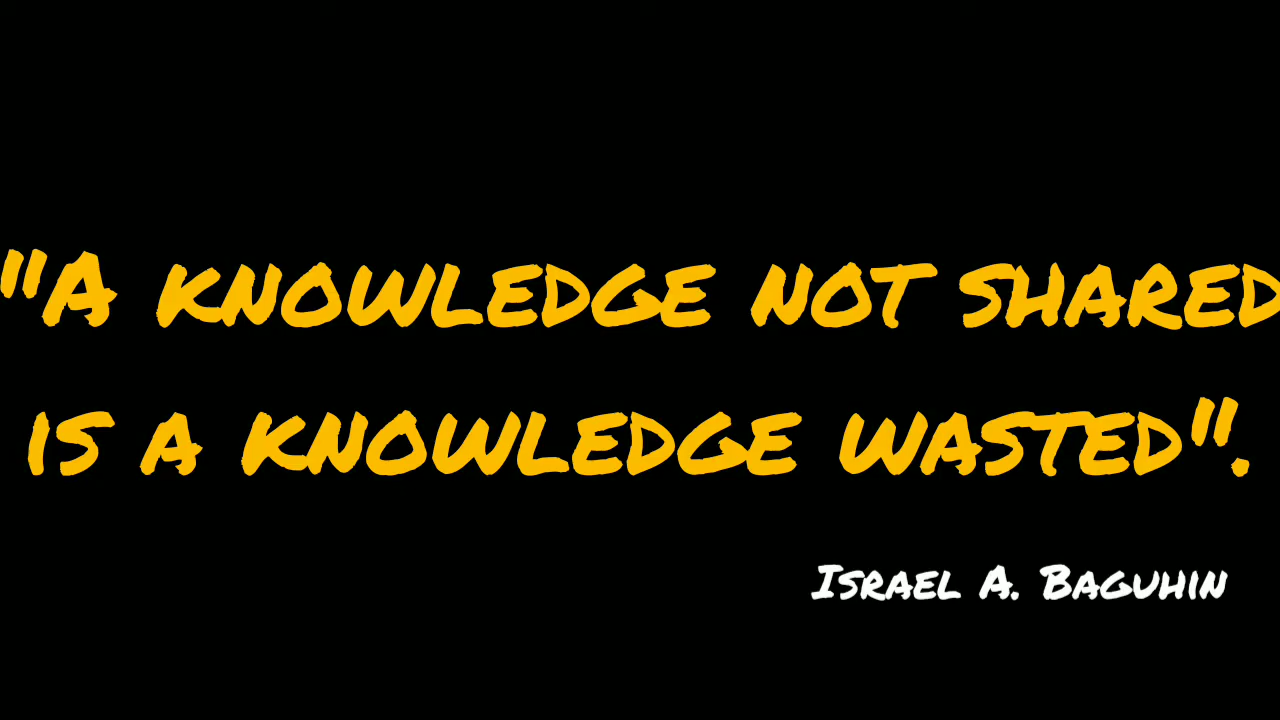 "A KNOWLEDGE NOT SHARED
IS A KNOWLEDGE WASTED".
ISRAEL A. BAGUHIN